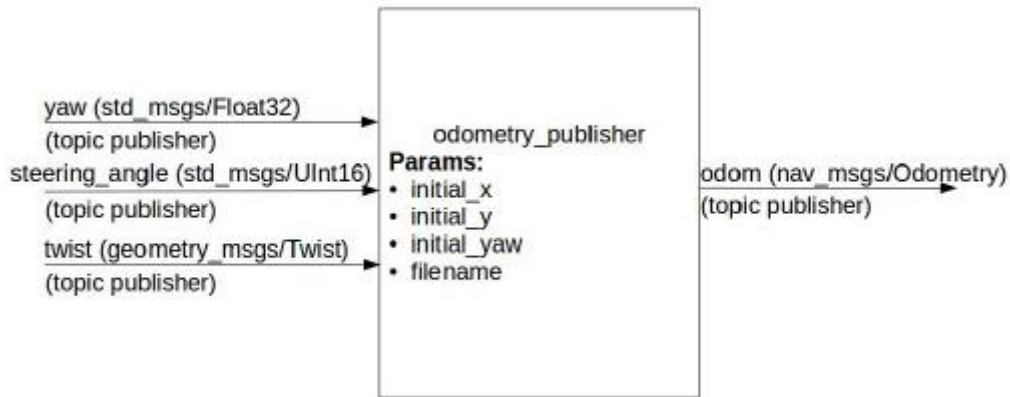 yaw (std_msgs/Float32)
(topic publisher)
steering_angle (std_msgs/UInt16)
(topic publisher)
twist (geometry_msgs/Twist)
(topic publisher)
odometry_publisher
Params:
• initial_x
• initial_y
• initial_yaw
• filename
odom (nav_msgs/Odometry)
(topic publisher)